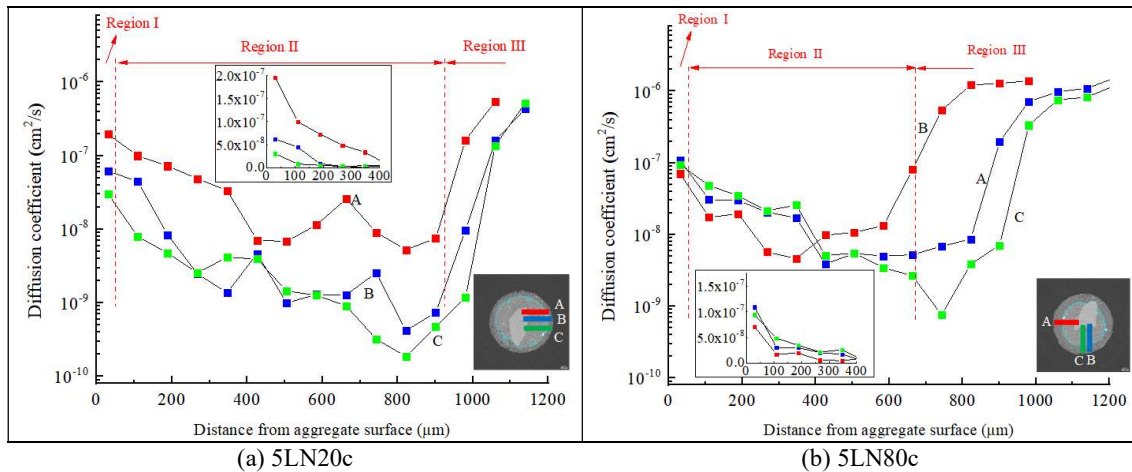 Region I
Region II
Region III
10^-6
10^-7
10^-8
10^-9
10^-10
Diffusion coefficient (cm²/s)
2.0x10^-7
1.5x10^-7
1.0x10^-7
5.0x10^-8
0.0
0 100 200 300 400
A
B
C
A
B
C
0 200 400 600 800 1000 1200
Distance from aggregate surface (μm)
(a) 5LN20c
Region I
Region II
Region III
10^-6
10^-7
10^-8
10^-9
10^-10
Diffusion coefficient (cm²/s)
B
A
C
1.5x10^-7
1.0x10^-7
5.0x10^-8
0.0
0 100 200 300 400
A
C B
0 200 400 600 800 1000 1200
Distance from aggregate surface (μm)
(b) 5LN80c